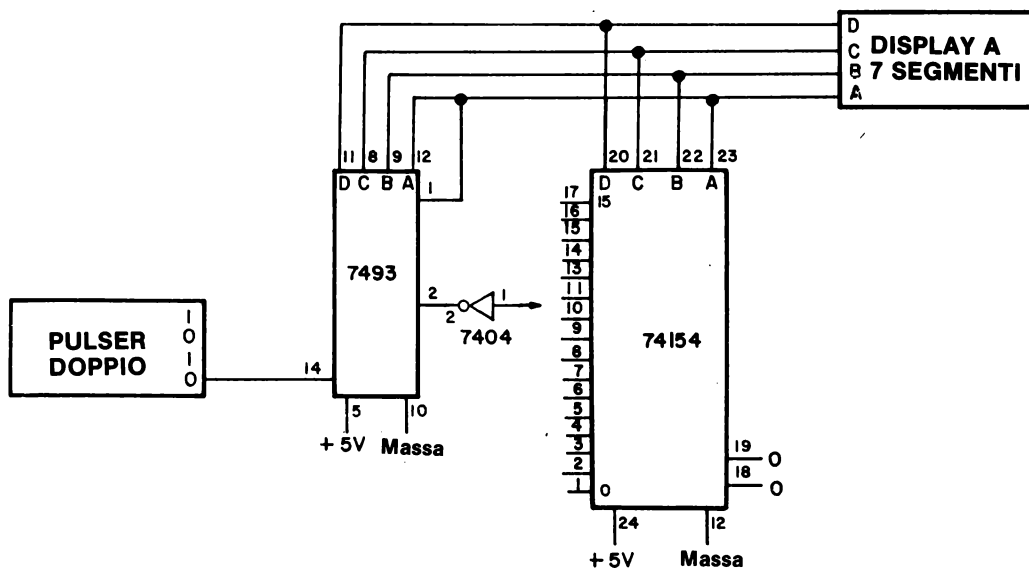 D
C
B
A
DISPLAY A
7 SEGMENTI
11 8 9 12
D C B A
1
7493
2
2
1
7404
14
5
10
+5V Massa
PULSER
DOPPIO
1
0
1
0
20 21 22 23
D C B A
17
15
16
15
14
13
11
10
9
8
7
6
5
4
3
2
1
0
74154
19 0
18 0
24
12
+5V Massa